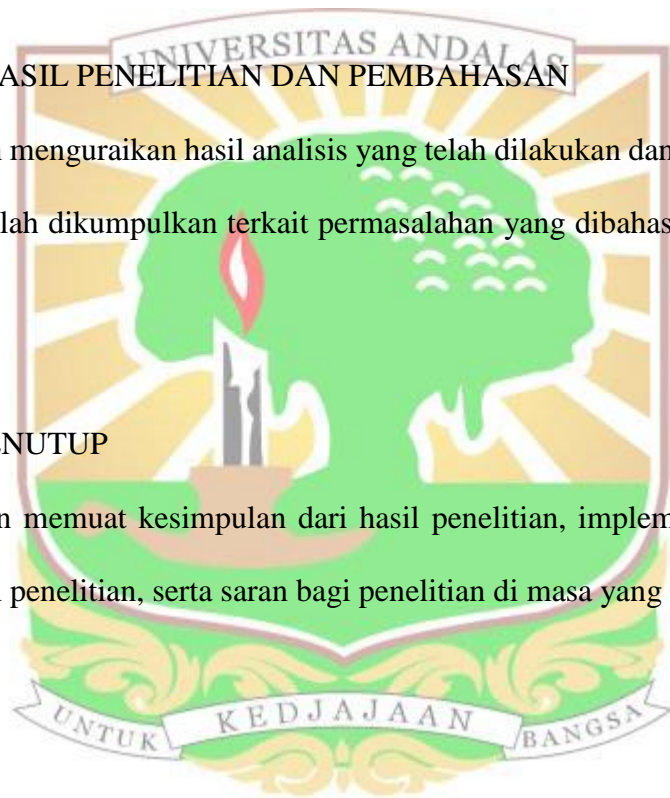 UNIVERSITAS ANDALAS
ASIL PENELITIAN DAN PEMBAHASAN
menguraikan hasil analisis yang telah dilakukan dan
lah dikumpulkan terkait permasalahan yang dibahas
ENUTUP
n memuat kesimpulan dari hasil penelitian, implem
penelitian, serta saran bagi penelitian di masa yang
UNTUK KEDJAJAAN BANGSA